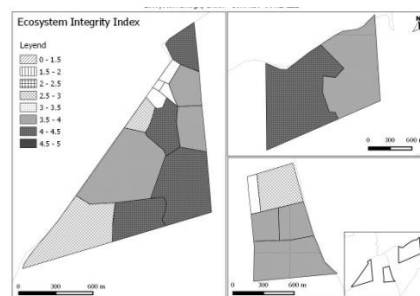 Ecosystem Integrity Index
Leyend
0 - 1.5
1.5 - 2
2 - 2.5
2.5 - 3
3 - 3.5
3.5 - 4
4 - 4.5
4.5 - 5
0 300 600 m
0 300 600 m
0 300 600 m